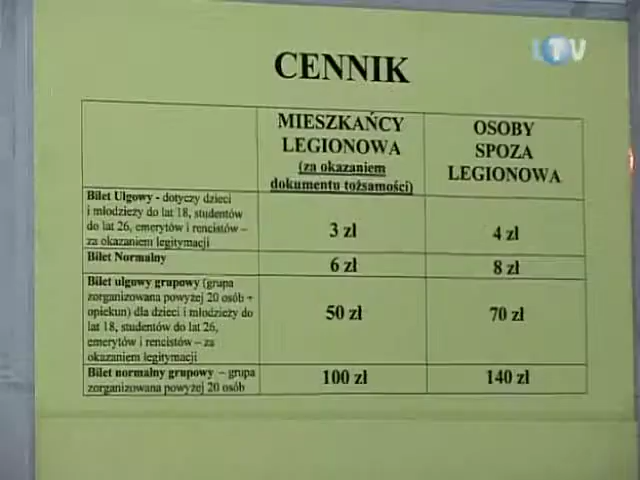 LTV
CENNIK
MIESZKAŃCY
LEGIONOWA
(za okazaniem
dokumentu tożsamości)
OSOBY
SPOZA
LEGIONOWA
Bilet Ulgowy - dotyczy dzieci
i młodzieży do lat 18, studentów
do lat 26, emerytów i rencistów –
za okazaniem legitymacji
3 zł
4 zł
Bilet Normalny
6 zł
8 zł
Bilet ulgowy grupowy (grupa
zorganizowana powyżej 20 osób +
opiekun) dla dzieci i młodzieży do
lat 18, studentów do lat 26,
emerytów i rencistów – za
okazaniem legitymacji
50 zł
70 zł
Bilet normalny grupowy – grupa
zorganizowana powyżej 20 osób
100 zł
140 zł